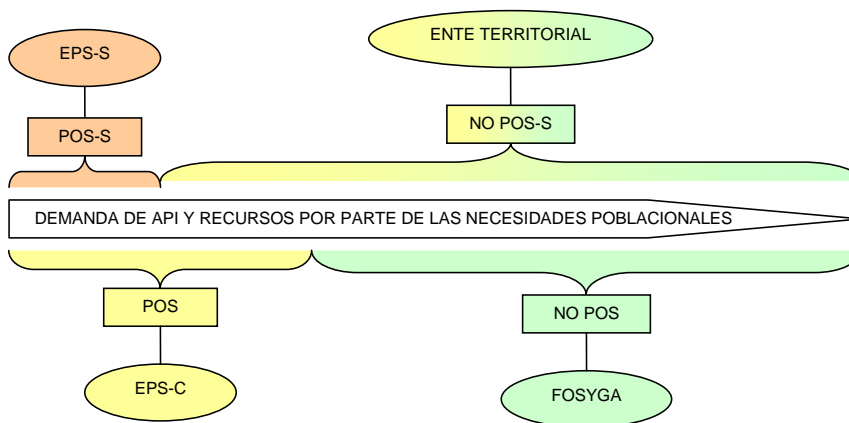 EPS-S
ENTE TERRITORIAL
POS-S
NO POS-S
DEMANDA DE API Y RECURSOS POR PARTE DE LAS NECESIDADES POBLACIONALES
POS
NO POS
EPS-C
FOSYGA